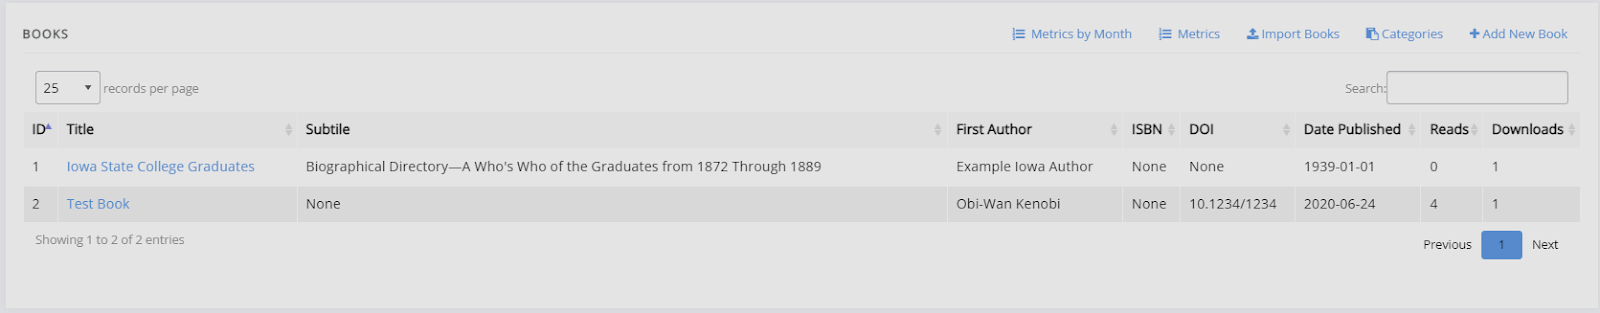 BOOKS Metrics by Month Metrics Import Books Categories Add New Book
25 records per page Search:
ID Title Subtile First Author ISBN DOI Date Published Reads Downloads
1 Iowa State College Graduates Biographical Directory—A Who's Who of the Graduates from 1872 Through 1889 Example Iowa Author None None 1939-01-01 0 1
2 Test Book None Obi-Wan Kenobi None 10.1234/1234 2020-06-24 4 1
Showing 1 to 2 of 2 entries Previous 1 Next